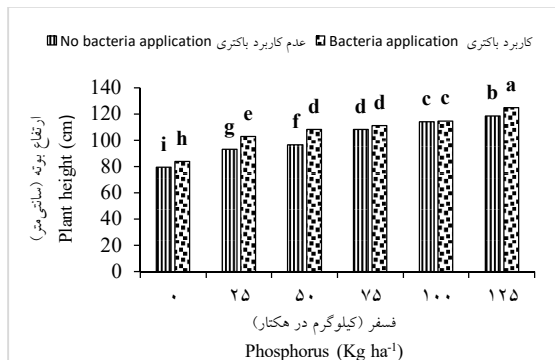 No bacteria application عدم کاربرد باکتری Bacteria application کاربرد باکتری
ارتفاع بوته (سانتی‌متر)
Plant height (cm)
140
120
100
80
60
40
20
0
i h g e f d d d c c b a
۰ ۲۵ ۵۰ ۷۵ ۱۰۰ ۱۲۵
فسفر (کیلوگرم در هکتار)
Phosphorus (Kg ha-1)